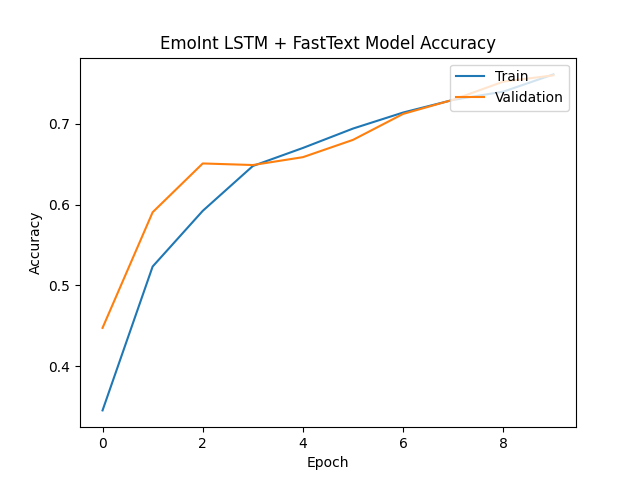 EmoInt LSTM + FastText Model Accuracy
Train
Validation
0.7
0.6
0.5
0.4
Accuracy
0 2 4 6 8
Epoch